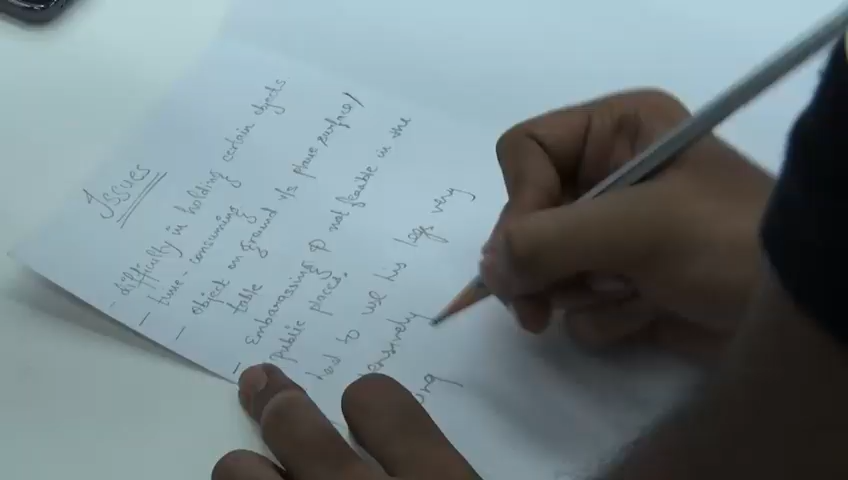 Issues
- difficulty in holding certain objects
- time-consuming
- object on ground v/s plane surface/
table
- Embarassing & not feasible in the
public places.
had to use his legs very